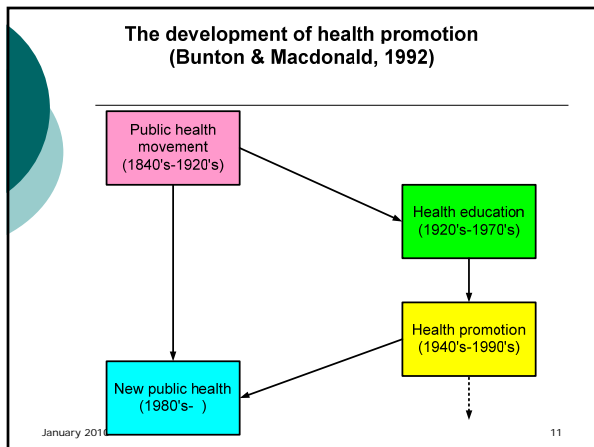 The development of health promotion
(Bunton & Macdonald, 1992)
Public health
movement
(1840's-1920's)
Health education
(1920's-1970's)
Health promotion
(1940's-1990's)
New public health
(1980's- )
January 2010
11